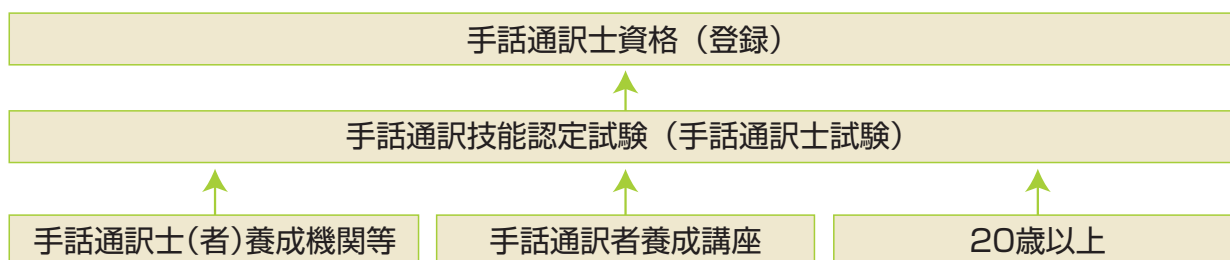 手話通訳士資格（登録）
手話通訳技能認定試験（手話通訳士試験）
手話通訳士(者)養成機関等
手話通訳者養成講座
20歳以上